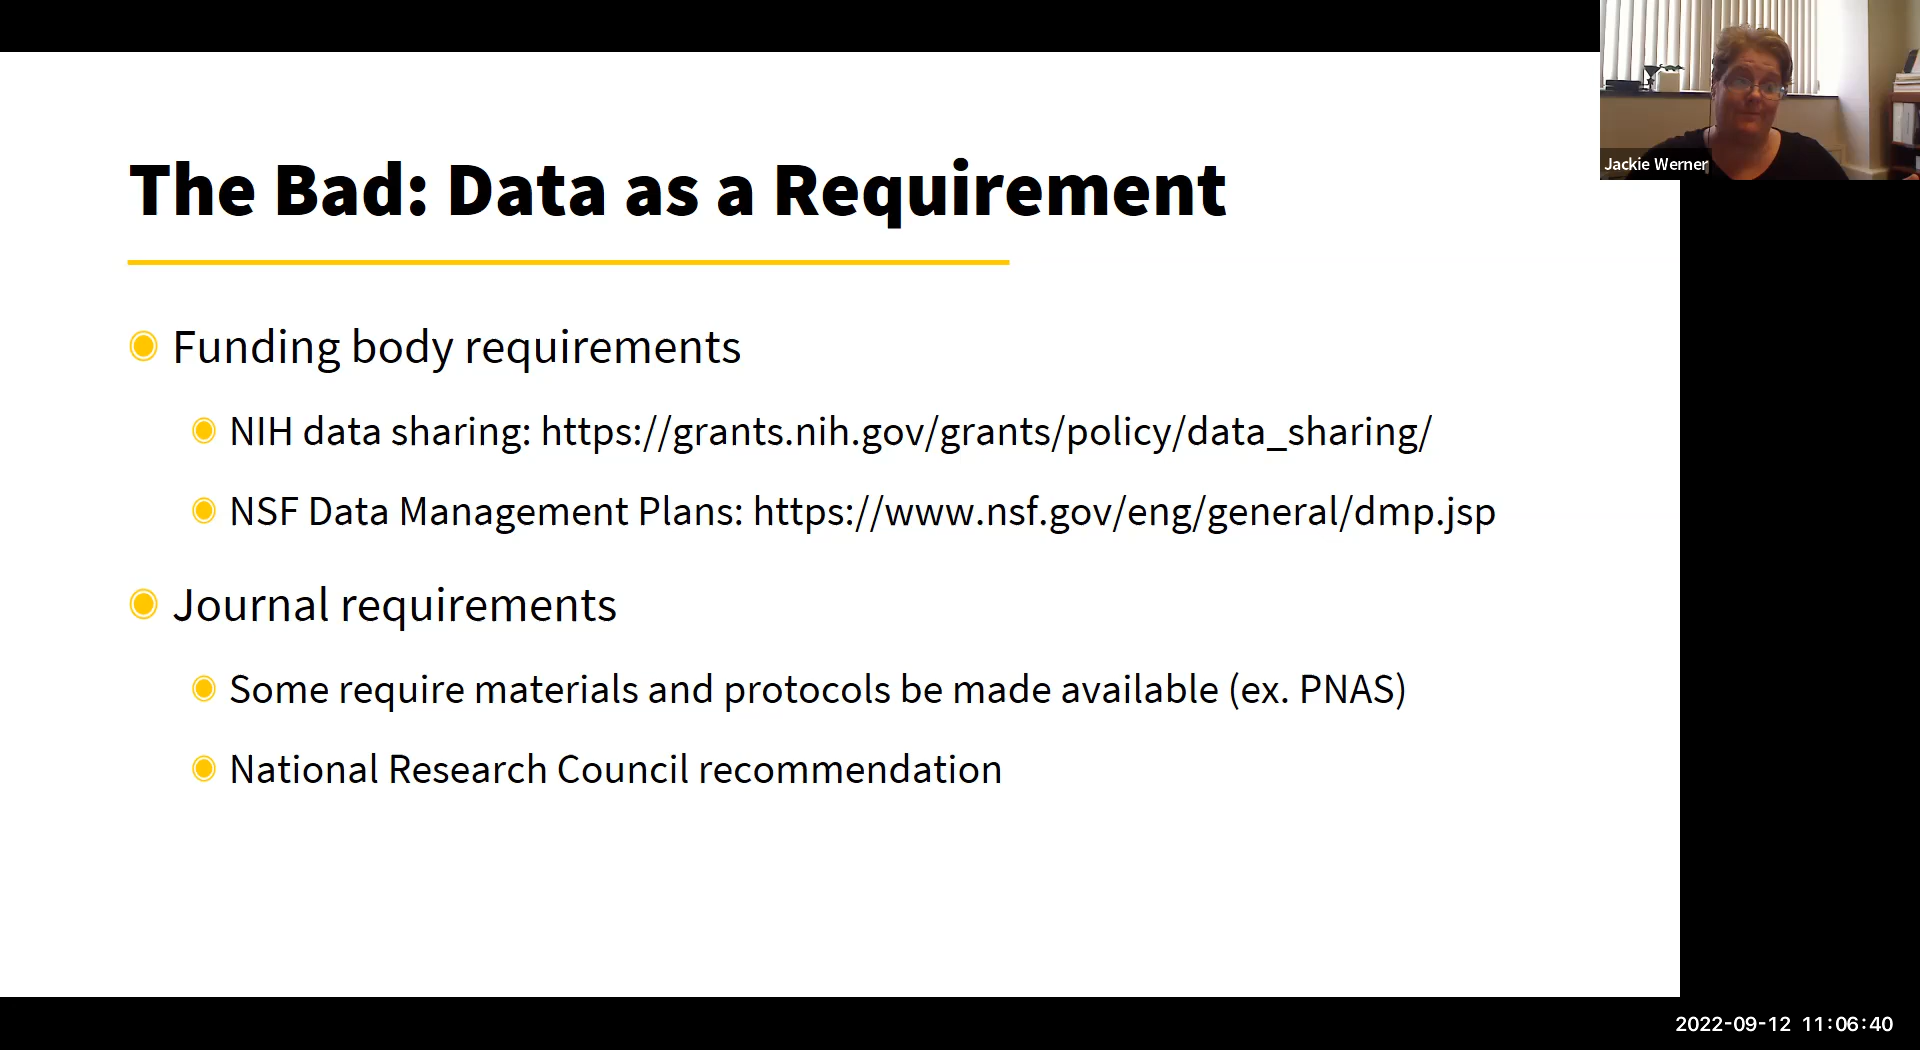 The Bad: Data as a Requirement
Funding body requirements
NIH data sharing: https://grants.nih.gov/grants/policy/data_sharing/
NSF Data Management Plans: https://www.nsf.gov/eng/general/dmp.jsp
Journal requirements
Some require materials and protocols be made available (ex. PNAS)
National Research Council recommendation
Jackie Werner
2022-09-12 11:06:40